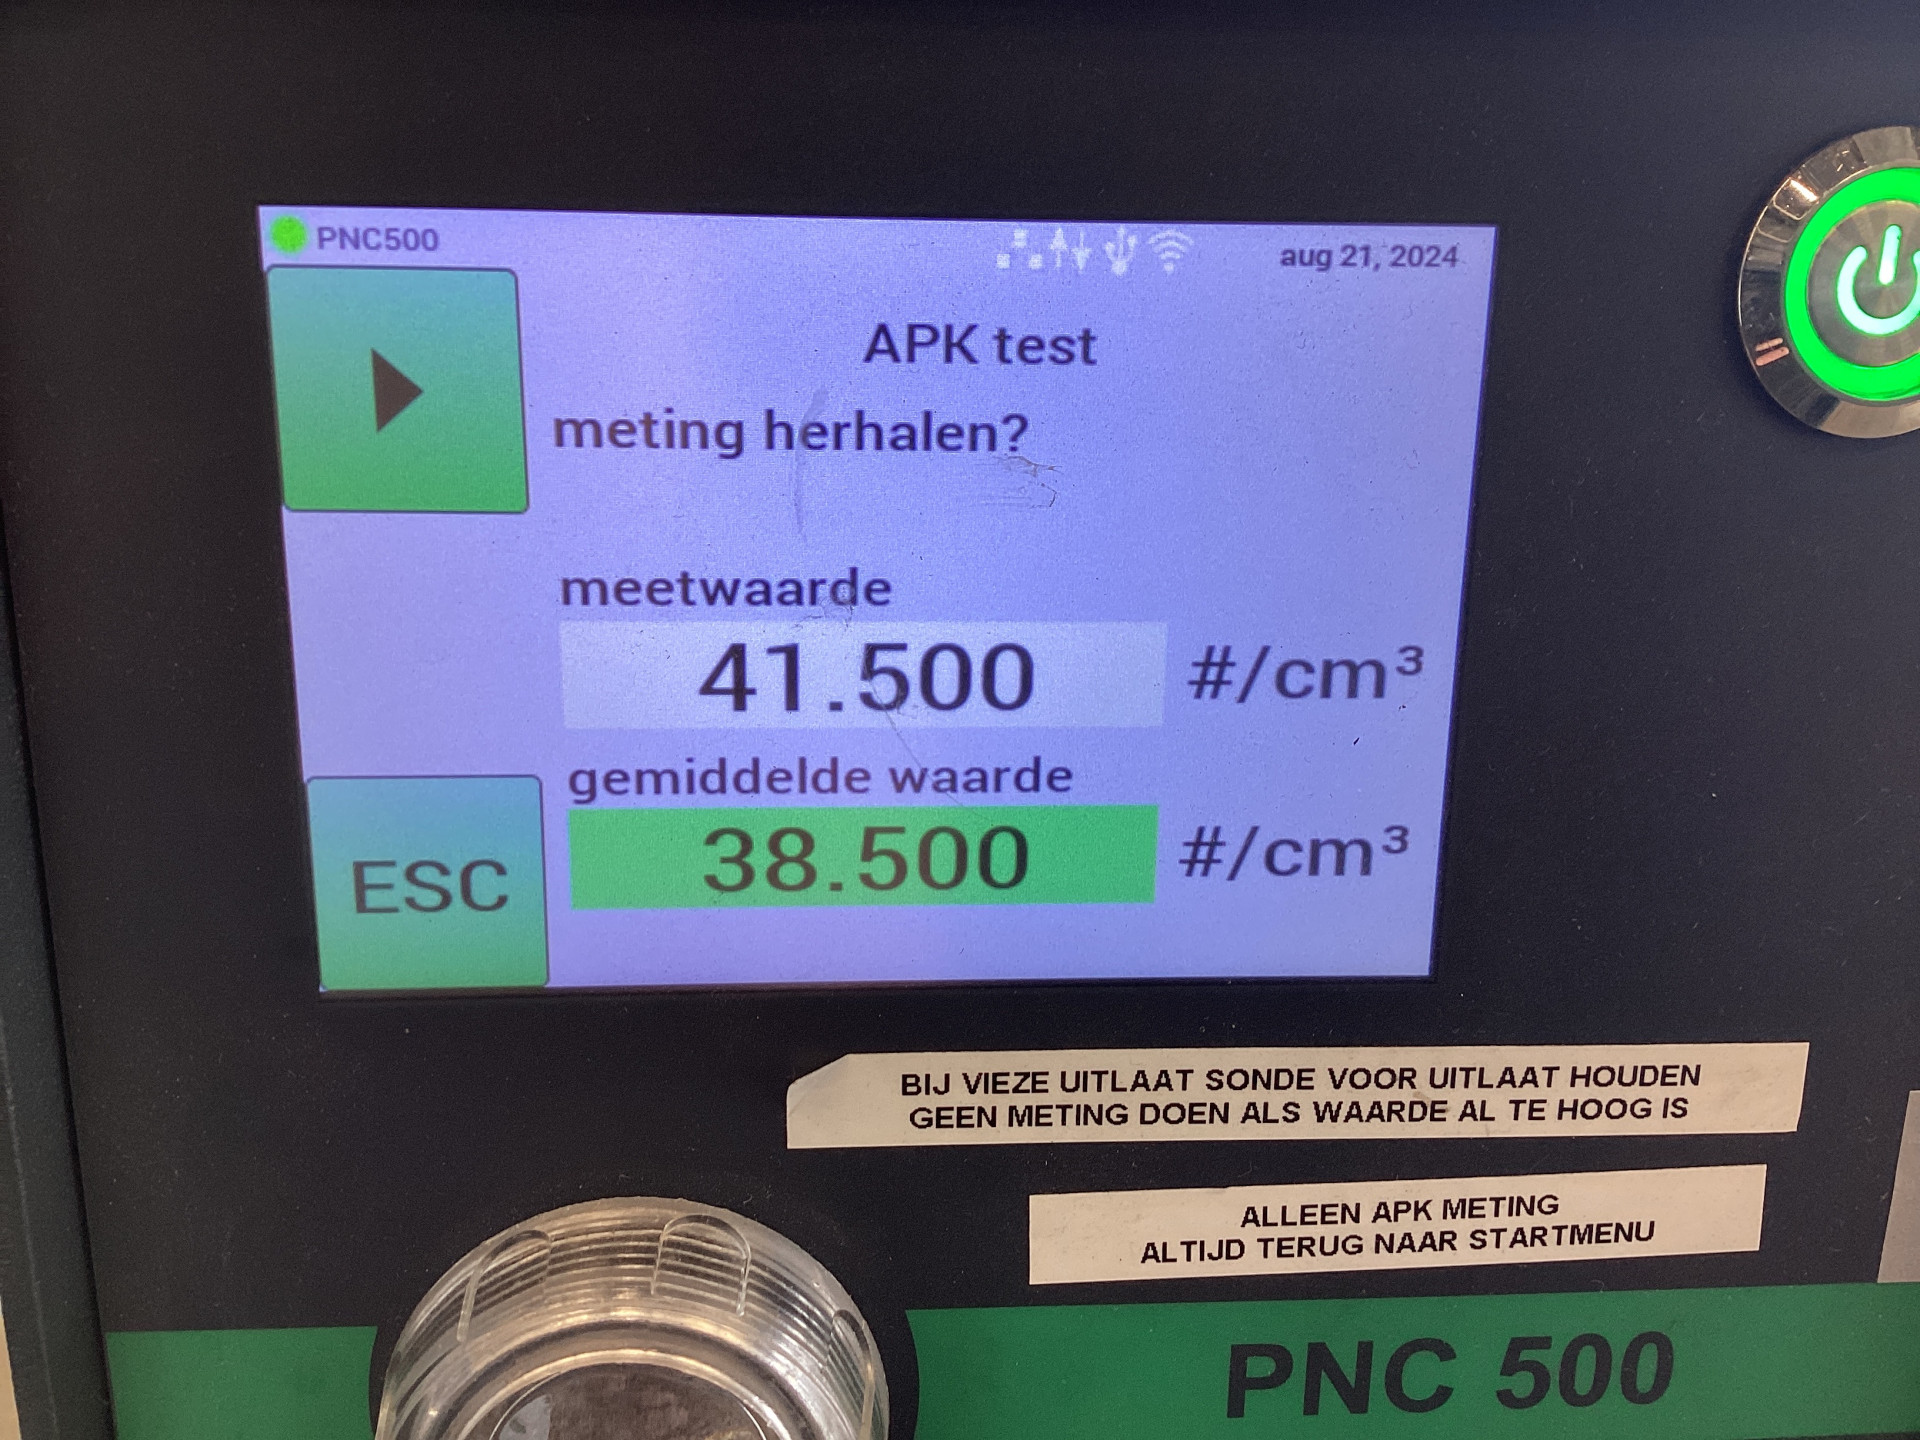 PNC500
aug 21, 2024
APK test
meting herhalen?
meetwaarde
41.500 #/cm³
gemiddelde waarde
38.500 #/cm³
ESC
BIJ VIEZE UITLAAT SONDE VOOR UITLAAT HOUDEN
GEEN METING DOEN ALS WAARDE AL TE HOOG IS
ALLEEN APK METING
ALTIJD TERUG NAAR STARTMENU
PNC 500